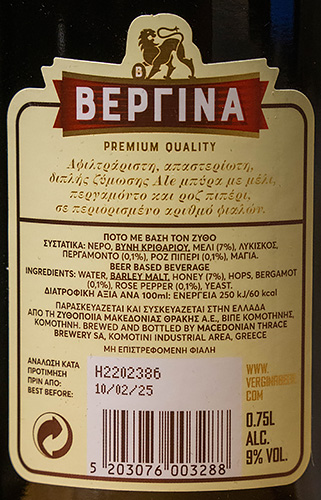 B
ΒΕΡΓΙΝΑ
PREMIUM QUALITY
Αφιλτράριστη, απαστερίωτη,
διπλής ζύμωσης Ale μπύρα με μέλι,
περγαμόντο και ροζ πιπέρι,
σε περιορισμένο αριθμό φιαλών.
ΠΟΤΟ ΜΕ ΒΑΣΗ ΤΟΝ ΖΥΘΟ
ΣΥΣΤΑΤΙΚΑ: ΝΕΡΟ, ΒΥΝΗ ΚΡΙΘΑΡΙΟΥ, ΜΕΛΙ (7%), ΛΥΚΙΣΚΟΣ,
ΠΕΡΓΑΜΟΝΤΟ (0,1%), ΡΟΖ ΠΙΠΕΡΙ (0,1%), ΜΑΓΙΑ.
BEER BASED BEVERAGE
INGREDIENTS: WATER, BARLEY MALT, HONEY (7%), HOPS, BERGAMOT
(0,1%), ROSE PEPPER (0,1%), YEAST.
ΔΙΑΤΡΟΦΙΚΗ ΑΞΙΑ ΑΝΑ 100ml: ΕΝΕΡΓΕΙΑ 250 kJ/60 kcal
ΠΑΡΑΣΚΕΥΑΖΕΤΑΙ ΚΑΙ ΣΥΣΚΕΥΑΖΕΤΑΙ ΣΤΗΝ ΕΛΛΑΔΑ
ΑΠΟ ΤΗ ΖΥΘΟΠΟΙΙΑ ΜΑΚΕΔΟΝΙΑΣ ΘΡΑΚΗΣ Α.Ε., ΒΙΠΕ ΚΟΜΟΤΗΝΗΣ,
ΚΟΜΟΤΗΝΗ. BREWED AND BOTTLED BY MACEDONIAN THRACE
BREWERY SA, KOMOTINI INDUSTRIAL AREA, GREECE
ΜΗ ΕΠΙΣΤΡΕΦΟΜΕΝΗ ΦΙΑΛΗ
ΑΝΑΛΩΣΗ ΚΑΤΑ
ΠΡΟΤΙΜΗΣΗ
ΠΡΙΝ ΑΠΟ:
BEST BEFORE:
H2202386
10/02/25
WWW.
VERGINABEER.
COM
0.75L
ALC.
9% VOL.
5 203076 003288